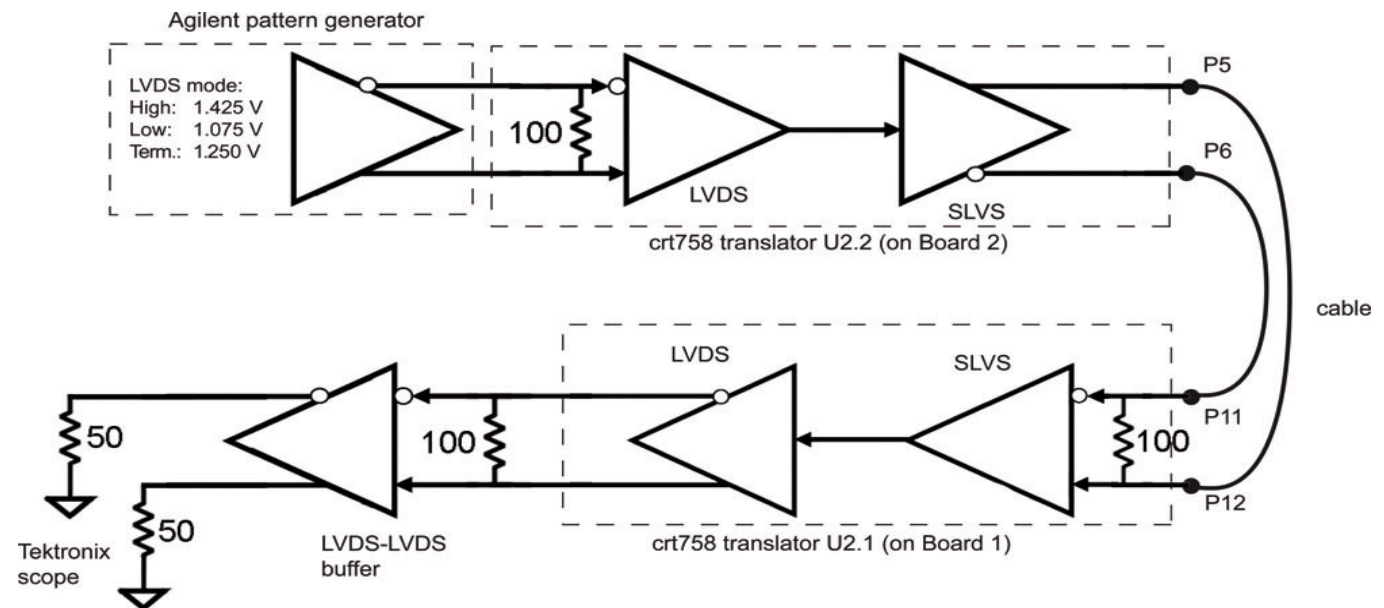 Agilent pattern generator
LVDS mode:
High: 1.425 V
Low: 1.075 V
Term.: 1.250 V
100
LVDS
SLVS
P5
P6
crt758 translator U2.2 (on Board 2)
cable
LVDS
SLVS
50
100
100
P11
P12
50
Tektronix
scope
LVDS-LVDS
buffer
crt758 translator U2.1 (on Board 1)